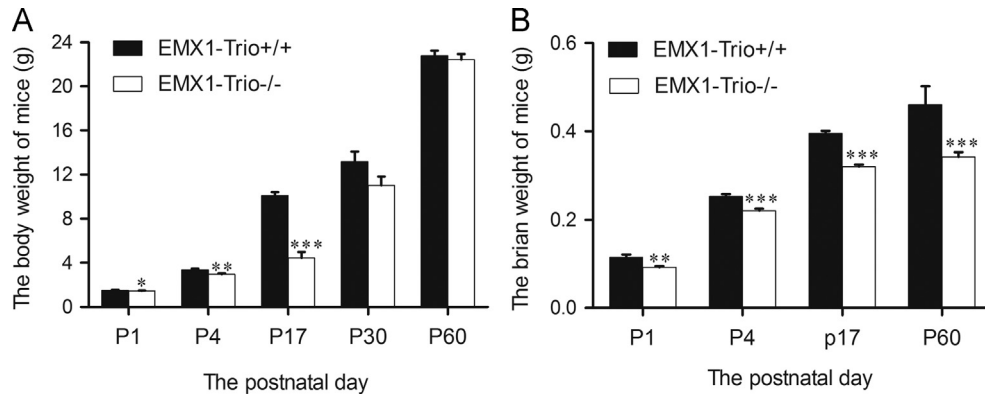 A
The body weight of mice (g)
24
20
16
12
8
4
0
EMX1-Trio+/+
EMX1-Trio-/-
*
**
***
P1 P4 P17 P30 P60
The postnatal day
B
The brian weight of mice (g)
0.6
0.4
0.2
0.0
EMX1-Trio+/+
EMX1-Trio-/-
**
***
***
***
P1 P4 p17 P60
The postnatal day